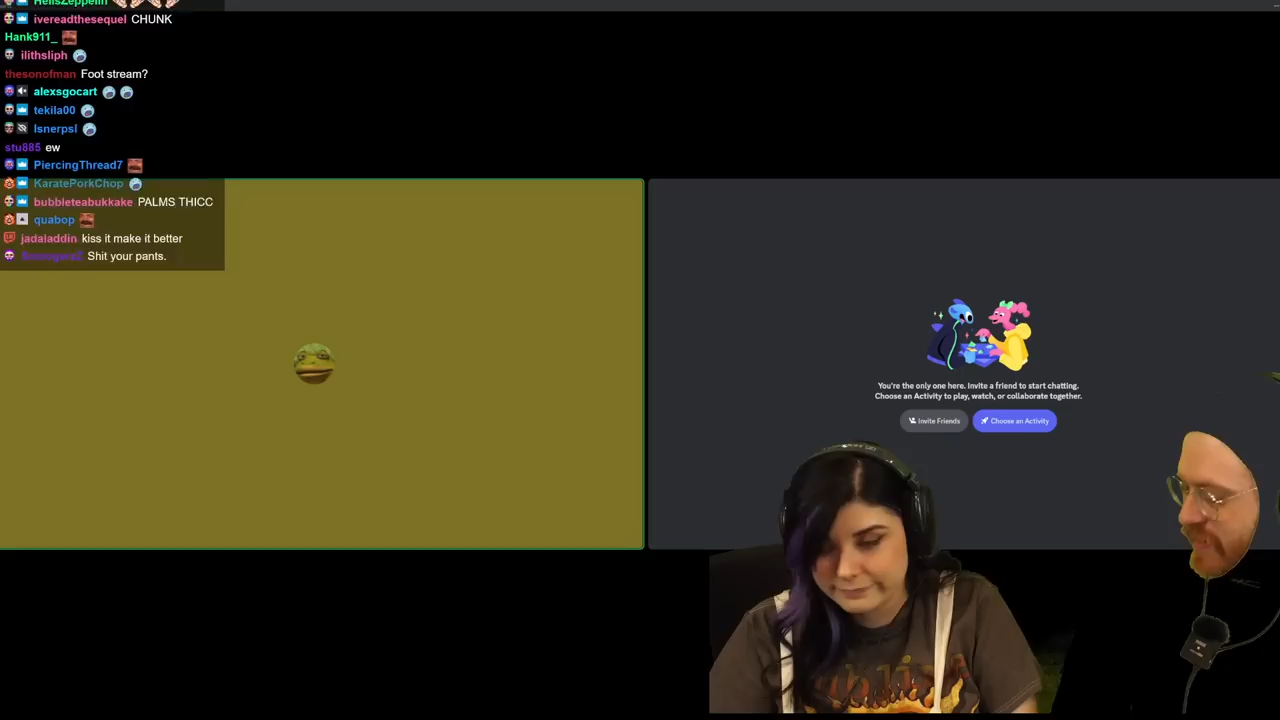 HellsZeppelin
ivereadthesequel CHUNK
Hank911_
ilithsliph
thesonofman Foot stream?
alexsgocart
tekila00
lsnerpsl
stu885 ew
PiercingThread7
KaratePorkChop
bubbleteabukkake PALMS THICC
quabop
jadaladdin kiss it make it better
Shit your pants.
You're the only one here. Invite a friend to start chatting.
Choose an Activity to play, watch, or collaborate together.
Invite Friends
Choose an Activity